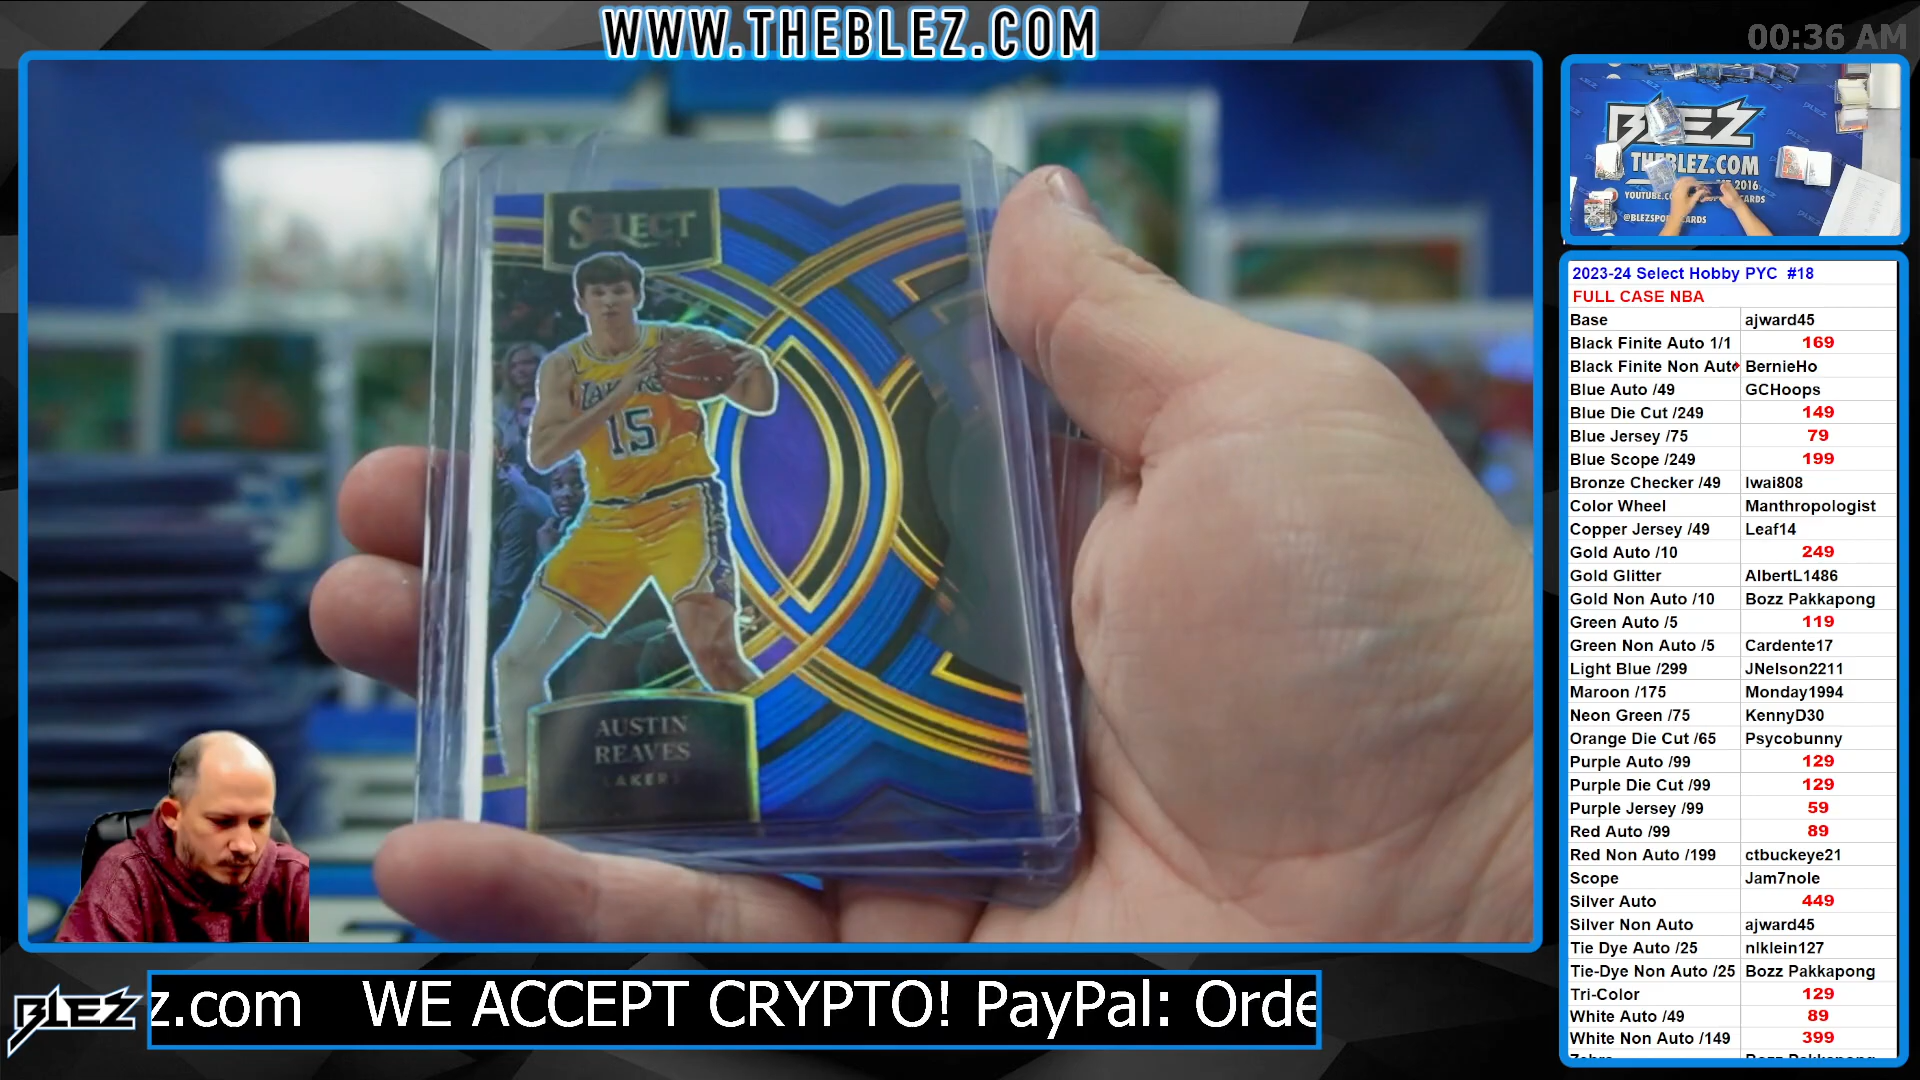 WWW.THEBLEZ.COM
00:36 AM
SELECT
LAKERS
15
AUSTIN
REAVES
LAKERS
BLEZ
THEBLEZ.COM
2016
@BLEZSPO
CARDS
2023-24 Select Hobby PYC #18
FULL CASE NBA
Base ajward45
Black Finite Auto 1/1 169
Black Finite Non Auto BernieHo
Blue Auto /49 GCHoops
Blue Die Cut /249 149
Blue Jersey /75 79
Blue Scope /249 199
Bronze Checker /49 Iwai808
Color Wheel Manthropologist
Copper Jersey /49 Leaf14
Gold Auto /10 249
Gold Glitter AlbertL1486
Gold Non Auto /10 Bozz Pakkapong
Green Auto /5 119
Green Non Auto /5 Cardente17
Light Blue /299 JNelson2211
Maroon /175 Monday1994
Neon Green /75 KennyD30
Orange Die Cut /65 Psycobunny
Purple Auto /99 129
Purple Die Cut /99 129
Purple Jersey /99 59
Red Auto /99 89
Red Non Auto /199 ctbuckeye21
Scope Jam7nole
Silver Auto 449
Silver Non Auto ajward45
Tie Dye Auto /25 nlklein127
Tie-Dye Non Auto /25 Bozz Pakkapong
Tri-Color 129
White Auto /49 89
White Non Auto /149 399
BLEZ
z.com WE ACCEPT CRYPTO! PayPal: Orde